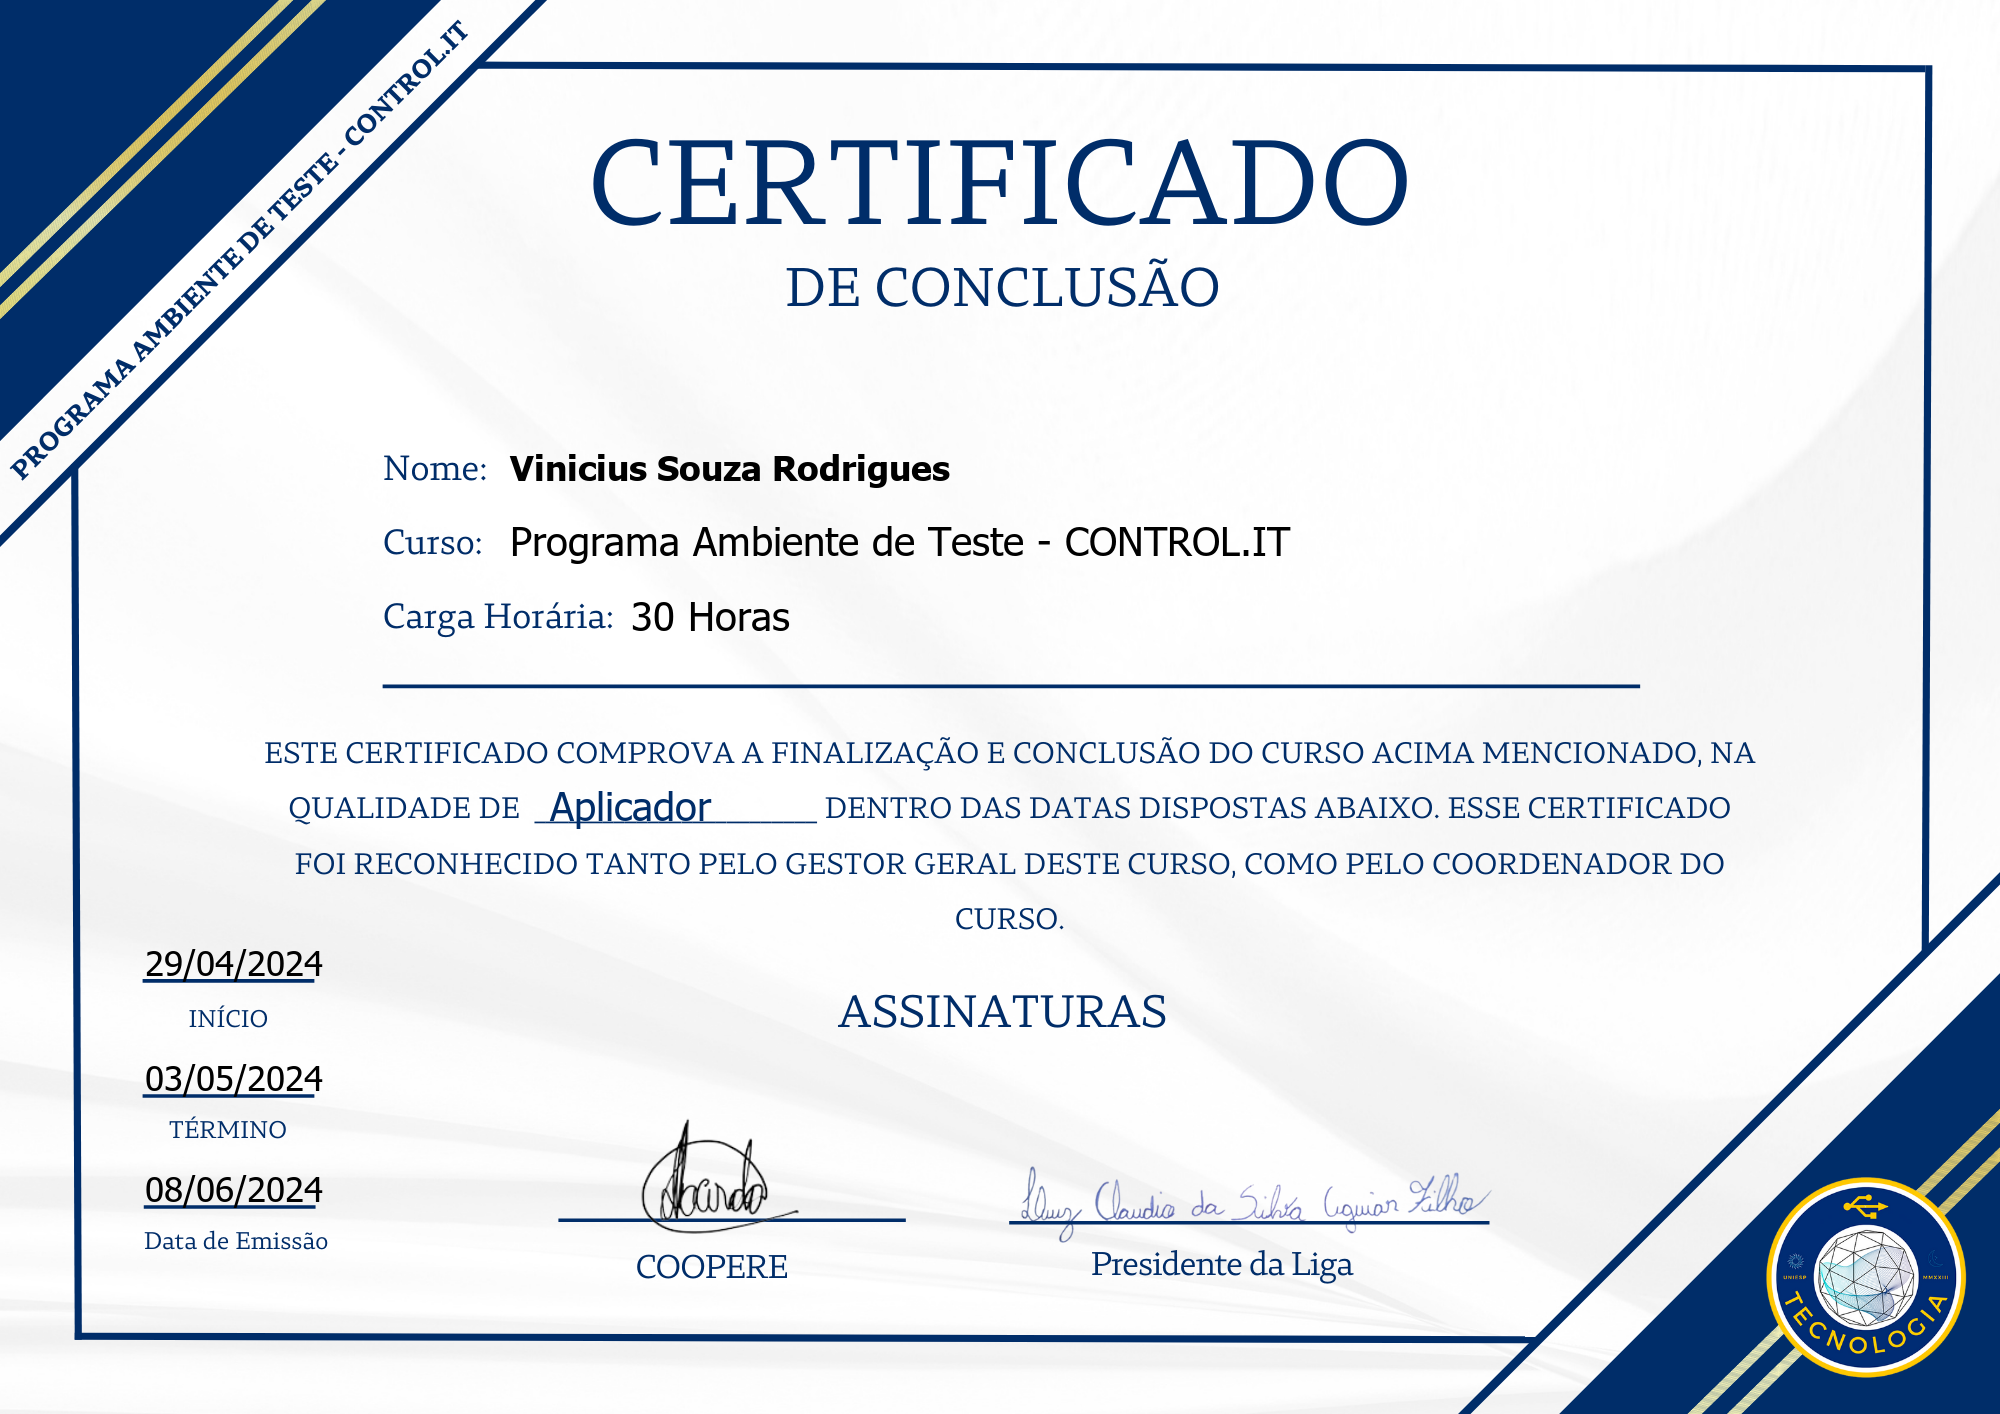 PROGRAMA AMBIENTE DE TESTE - CONTROL.IT
CERTIFICADO
DE CONCLUSÃO
Nome: Vinicius Souza Rodrigues
Curso: Programa Ambiente de Teste - CONTROL.IT
Carga Horária: 30 Horas
ESTE CERTIFICADO COMPROVA A FINALIZAÇÃO E CONCLUSÃO DO CURSO ACIMA MENCIONADO, NA
QUALIDADE DE Aplicador DENTRO DAS DATAS DISPOSTAS ABAIXO. ESSE CERTIFICADO
FOI RECONHECIDO TANTO PELO GESTOR GERAL DESTE CURSO, COMO PELO COORDENADOR DO
CURSO.
29/04/2024
INÍCIO
03/05/2024
TÉRMINO
08/06/2024
Data de Emissão
ASSINATURAS
COOPERE
Claudio da Silva Aguiar Filho
Presidente da Liga
UNIESP
MMXXIII
TECNOLOGIA